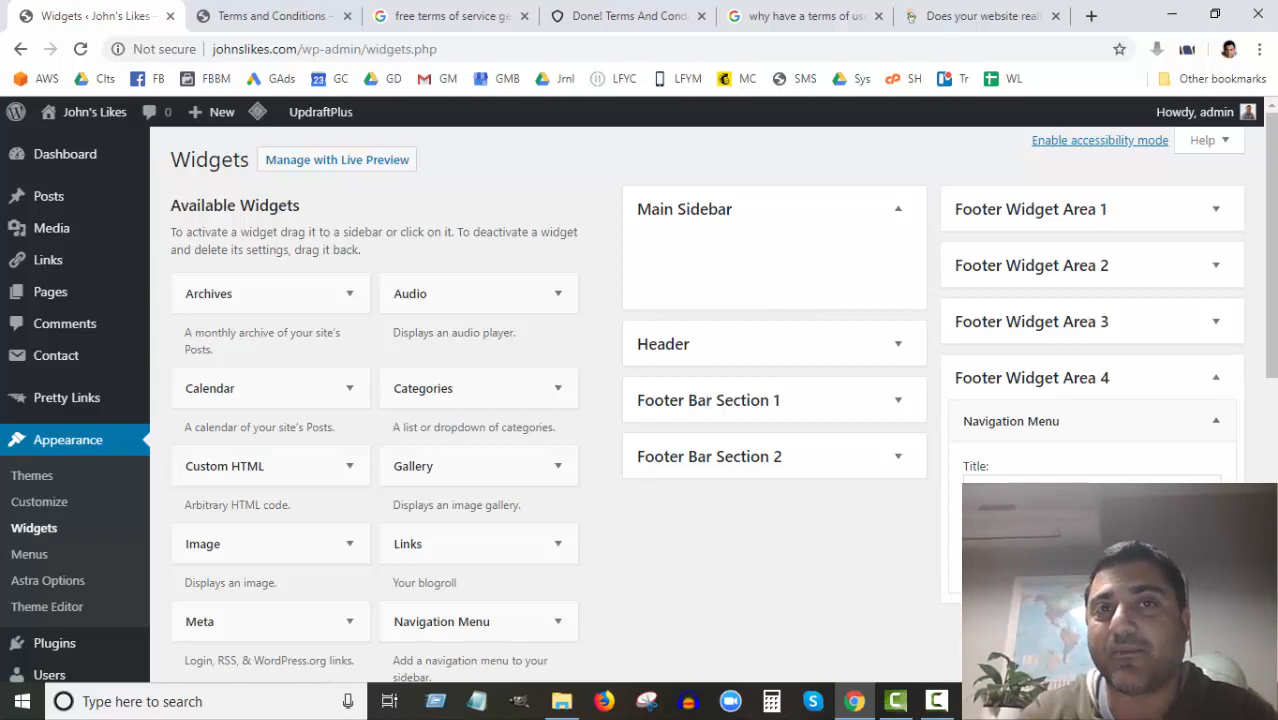 Widgets ‹ John's Likes –
Terms and Conditions –
free terms of service ge
Done! Terms And Cond
why have a terms of us
Does your website real
Not secure
johnslikes.com/wp-admin/widgets.php
AWS
Clts
FB
FBBM
GAds
23
GC
GD
GM
GMB
Jrnl
LFYC
LFYM
MC
SMS
Sys
cP
SH
Tr
WL
Other bookmarks
John's Likes
0
New
UpdraftPlus
Howdy, admin
Dashboard
Posts
Media
Links
Pages
Comments
Contact
Pretty Links
Appearance
Themes
Customize
Widgets
Menus
Astra Options
Theme Editor
Plugins
Users
Widgets
Manage with Live Preview
Enable accessibility mode
Help
Available Widgets
To activate a widget drag it to a sidebar or click on it. To deactivate a widget
and delete its settings, drag it back.
Archives
A monthly archive of your site's
Posts.
Audio
Displays an audio player.
Calendar
A calendar of your site's Posts.
Categories
A list or dropdown of categories.
Custom HTML
Arbitrary HTML code.
Gallery
Displays an image gallery.
Image
Displays an image.
Links
Your blogroll
Meta
Login, RSS, & WordPress.org links.
Navigation Menu
Add a navigation menu to your
sidebar.
Main Sidebar
Header
Footer Bar Section 1
Footer Bar Section 2
Footer Widget Area 1
Footer Widget Area 2
Footer Widget Area 3
Footer Widget Area 4
Navigation Menu
Title:
Type here to search